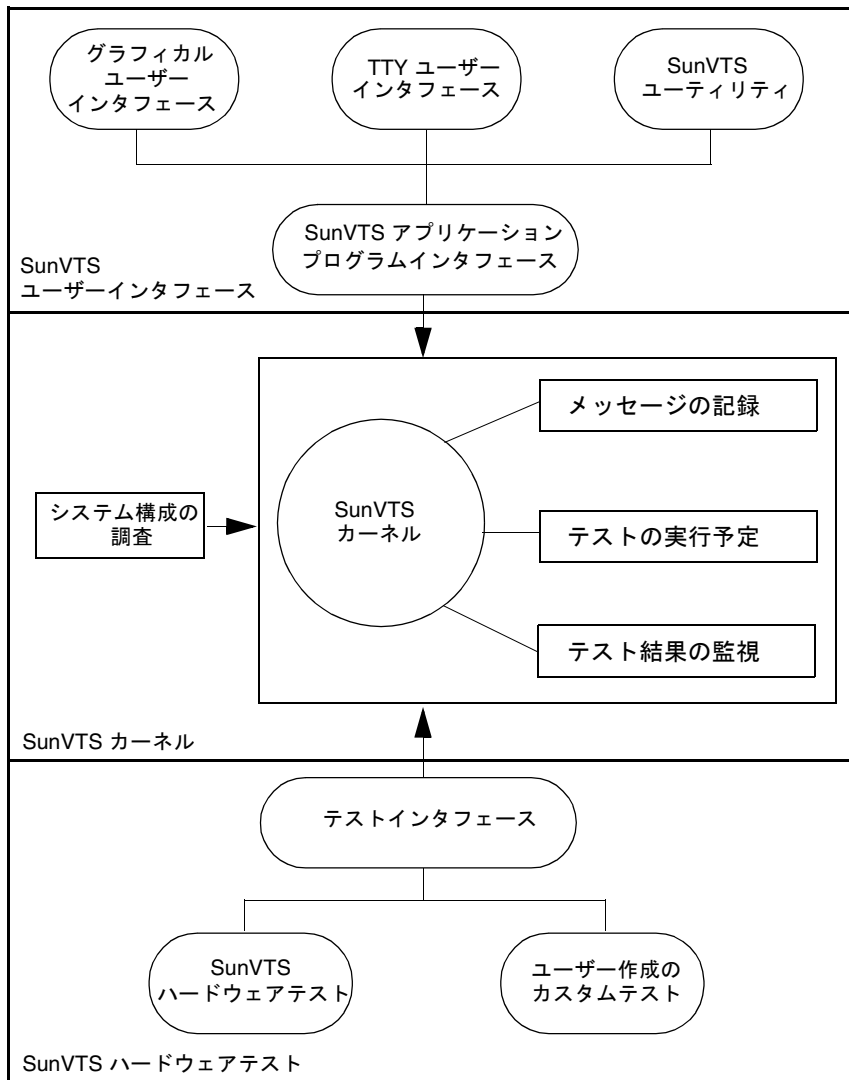 グラフィカル
ユーザー
インタフェース
TTY ユーザー
インタフェース
SunVTS
ユーティリティ
SunVTS アプリケーション
プログラムインタフェース
SunVTS
ユーザーインタフェース
メッセージの記録
システム構成の
調査
SunVTS
カーネル
テストの実行予定
テスト結果の監視
SunVTS カーネル
テストインタフェース
SunVTS
ハードウェアテスト
ユーザー作成の
カスタムテスト
SunVTS ハードウェアテスト